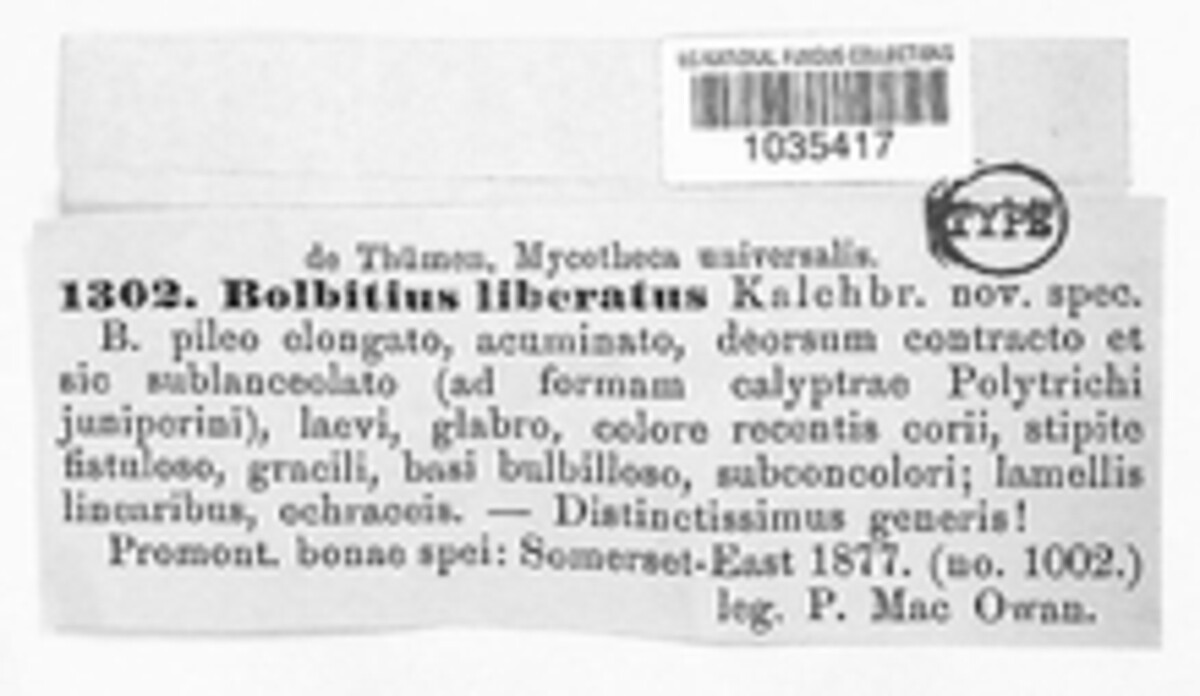 US NATIONAL FUNGUS COLLECTIONS
1035417
TYPE
de Thümen, Mycotheca universalis.
1302. Bolbitius liberatus Kalchbr. nov. spec.
B. pileo elongato, acuminato, deorsum contracto et
sic sublanceolato (ad formam calyptrae Polytrichi
juniperini), laevi, glabro, colore recentis corii, stipite
fistuloso, gracili, basi bulbilloso, subconcolori; lamellis
linearibus, ochraceis. — Distinctissimus generis!
Promont. bonae spei: Somerset-East 1877. (no. 1002.)
leg. P. Mac Owan.